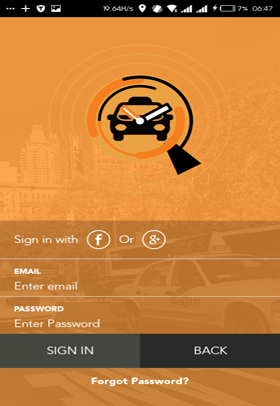 19.64H/s 7% 06:47
Sign in with f Or g+
EMAIL
Enter email
PASSWORD
Enter Password
SIGN IN BACK
Forgot Password?